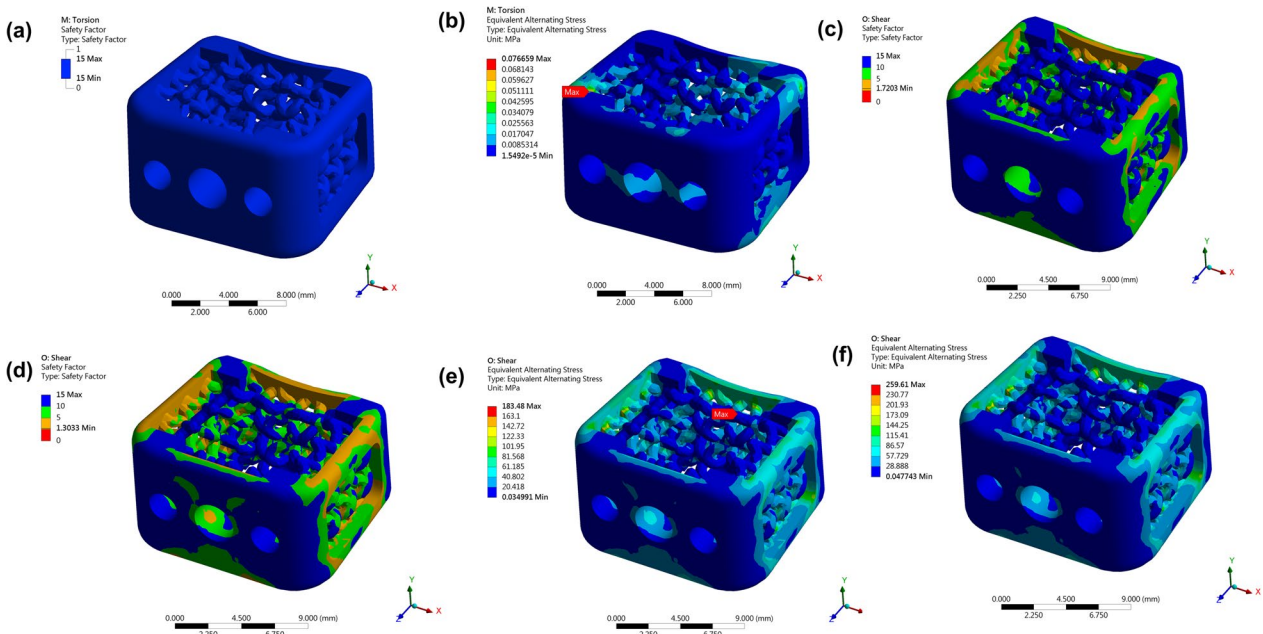 (a)
M: Torsion
Safety Factor
Type: Safety Factor
1
15 Max
15 Min
0
Y
X
Z
0.000 4.000 8.000 (mm)
2.000 6.000
(b)
M: Torsion
Equivalent Alternating Stress
Type: Equivalent Alternating Stress
Unit: MPa
0.076659 Max
0.068143
0.059627
0.051111
0.042595
0.034079
0.025563
0.017047
0.0085314
1.5492e-5 Min
Max
Y
X
Z
0.000 4.000 8.000 (mm)
2.000 6.000
(c)
O: Shear
Safety Factor
Type: Safety Factor
15 Max
10
5
1.7203 Min
0
Y
X
Z
0.000 4.500 9.000 (mm)
2.250 6.750
(d)
O: Shear
Safety Factor
Type: Safety Factor
15 Max
10
5
1.3033 Min
0
Y
X
Z
0.000 4.500 9.000 (mm)
2.250 6.750
(e)
O: Shear
Equivalent Alternating Stress
Type: Equivalent Alternating Stress
Unit: MPa
183.48 Max
163.1
142.72
122.33
101.95
81.568
61.185
40.802
20.418
0.034991 Min
Max
Y
X
Z
0.000 4.500 9.000 (mm)
2.250 6.750
(f)
O: Shear
Equivalent Alternating Stress
Type: Equivalent Alternating Stress
Unit: MPa
259.61 Max
230.77
201.93
173.09
144.25
115.41
86.57
57.729
28.888
0.047743 Min
Y
X
Z
0.000 4.500 9.000 (mm)
2.250 6.750